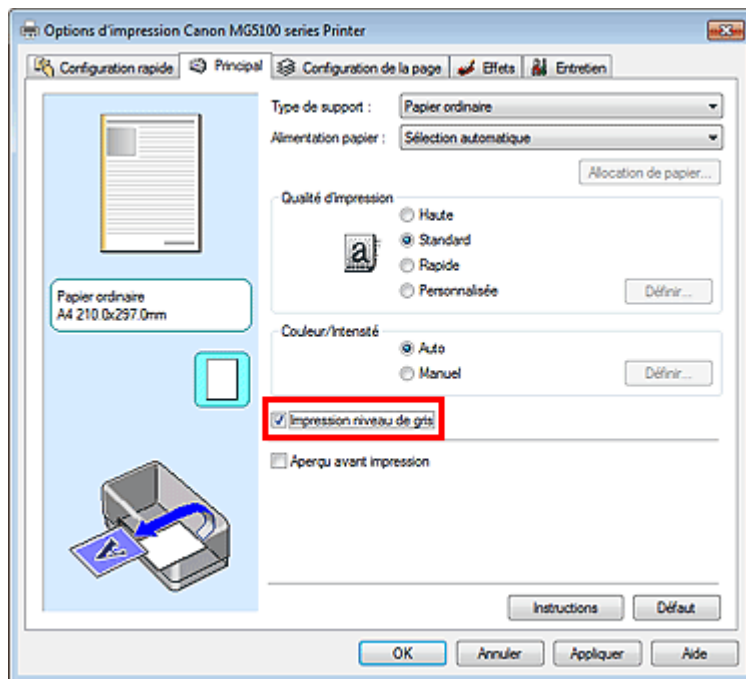 Options d'impression Canon MG5100 series Printer
Configuration rapide Principal Configuration de la page Effets Entretien
Type de support : Papier ordinaire
Alimentation papier : Sélection automatique
Allocation de papier...
Qualité d'impression
Haute
a Standard
Rapide
Personnalisée Définir...
Papier ordinaire
A4 210.0x297.0mm
Couleur/Intensité
Auto
Manuel Définir...
Impression niveau de gris
Aperçu avant impression
Instructions Défaut
OK Annuler Appliquer Aide